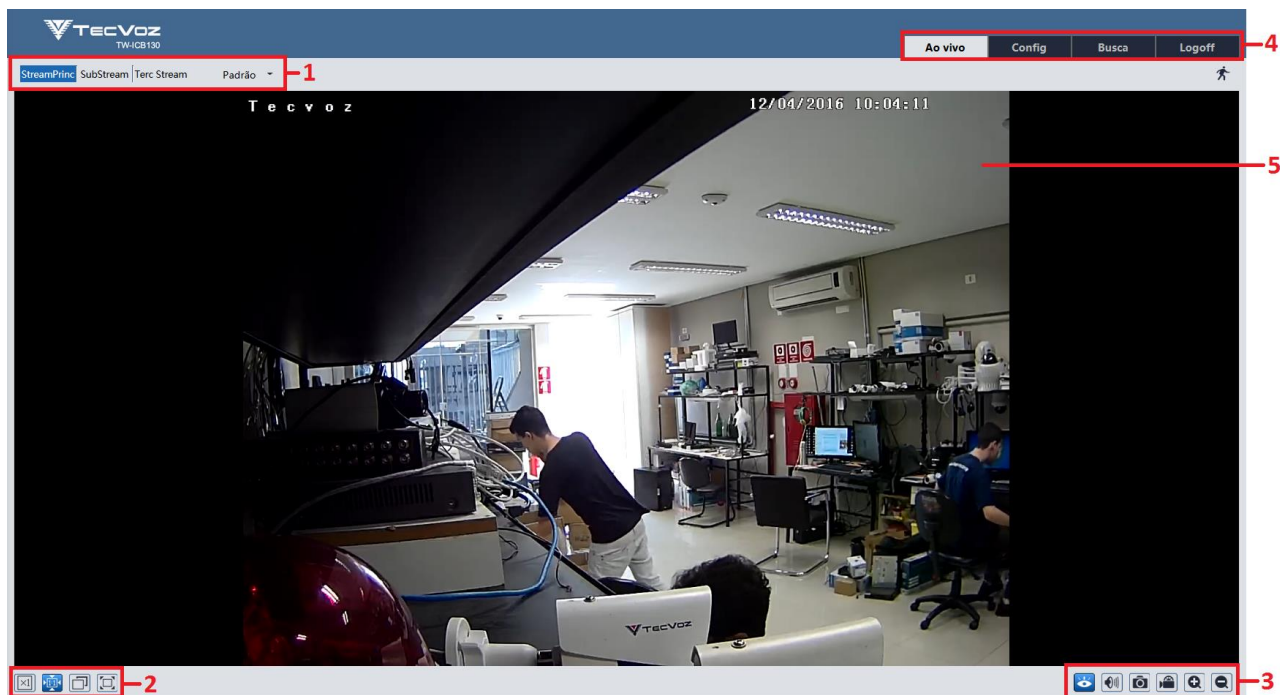 TecVoz
TW-ICB130
Ao vivo Config Busca Logoff 4
StreamPrinc SubStream Terc Stream Padrão 1
Tecvoz 12/04/2016 10:04:11
5
TecVoz
2
3